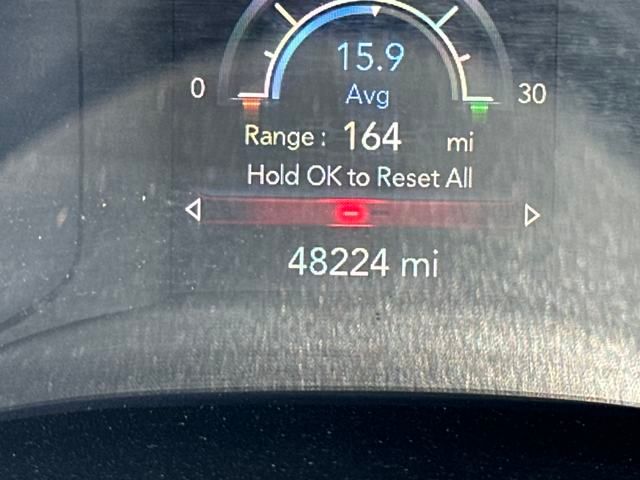 15.9
0 Avg 30
Range: 164 mi
Hold OK to Reset All
48224 mi